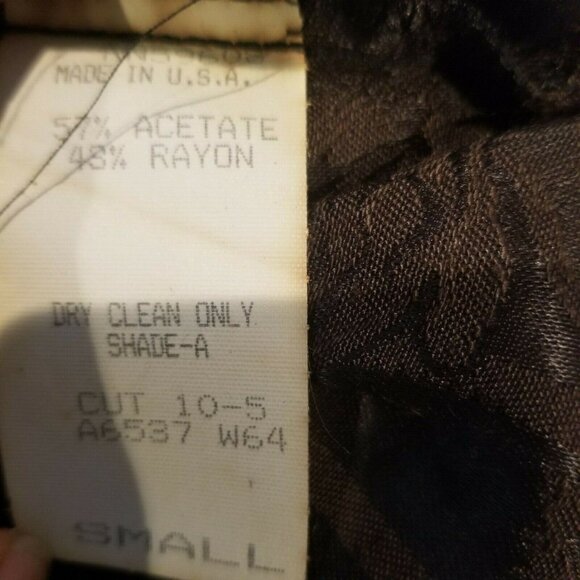 MADE IN U.S.A.
57% ACETATE
43% RAYON
DRY CLEAN ONLY
SHADE-A
CUT 10-5
A6537 W64
SMALL